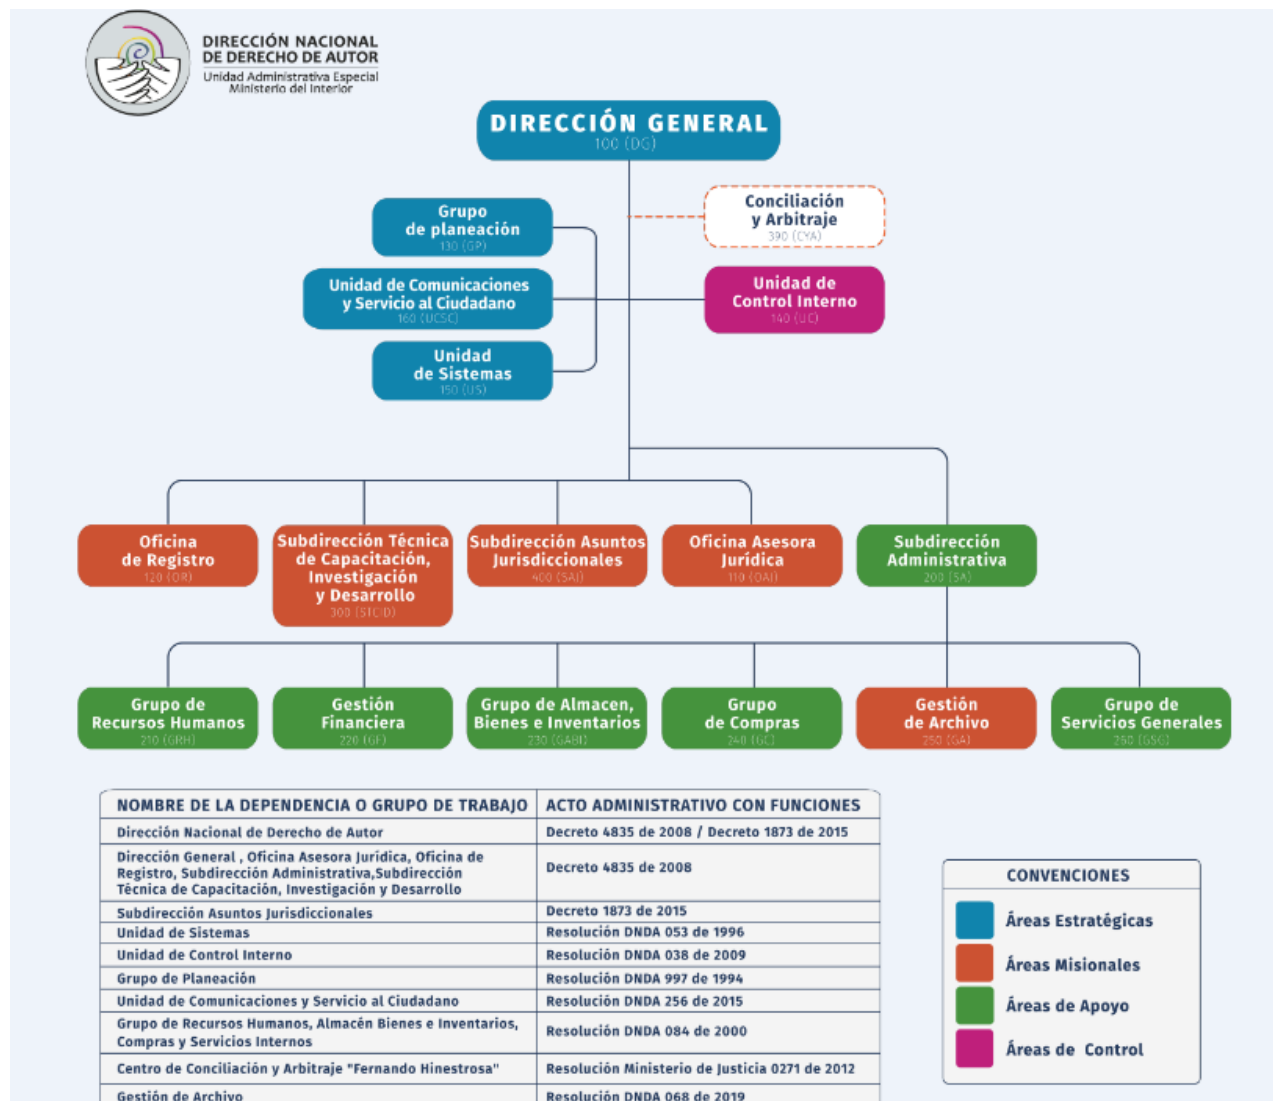 DIRECCIÓN NACIONAL
DE DERECHO DE AUTOR
Unidad Administrativa Especial
Ministerio del Interior
DIRECCIÓN GENERAL
100 (DG)
Grupo
de planeación
130 (GP)
Conciliación
y Arbitraje
390 (CYA)
Unidad de Comunicaciones
y Servicio al Ciudadano
160 (UCSC)
Unidad de
Control Interno
140 (UC)
Unidad
de Sistemas
150 (US)
Oficina
de Registro
120 (OR)
Subdirección Técnica
de Capacitación,
Investigación
y Desarrollo
300 (STCID)
Subdirección Asuntos
Jurisdiccionales
400 (SAJ)
Oficina Asesora
Jurídica
110 (OAJ)
Subdirección
Administrativa
200 (SA)
Grupo de
Recursos Humanos
210 (GRH)
Gestión
Financiera
220 (GF)
Grupo de Almacen,
Bienes e Inventarios
230 (GABI)
Grupo
de Compras
240 (GC)
Gestión
de Archivo
250 (GA)
Grupo de
Servicios Generales
260 (GSG)
NOMBRE DE LA DEPENDENCIA O GRUPO DE TRABAJO
ACTO ADMINISTRATIVO CON FUNCIONES
Dirección Nacional de Derecho de Autor
Decreto 4835 de 2008 / Decreto 1873 de 2015
Dirección General , Oficina Asesora Jurídica, Oficina de
Registro, Subdirección Administrativa,Subdirección
Técnica de Capacitación, Investigación y Desarrollo
Decreto 4835 de 2008
Subdirección Asuntos Jurisdiccionales
Decreto 1873 de 2015
Unidad de Sistemas
Resolución DNDA 053 de 1996
Unidad de Control Interno
Resolución DNDA 038 de 2009
Grupo de Planeación
Resolución DNDA 997 de 1994
Unidad de Comunicaciones y Servicio al Ciudadano
Resolución DNDA 256 de 2015
Grupo de Recursos Humanos, Almacén Bienes e Inventarios,
Compras y Servicios Internos
Resolución DNDA 084 de 2000
Centro de Conciliación y Arbitraje "Fernando Hinestrosa"
Resolución Ministerio de Justicia 0271 de 2012
Gestión de Archivo
Resolución DNDA 068 de 2019
CONVENCIONES
Áreas Estratégicas
Áreas Misionales
Áreas de Apoyo
Áreas de Control